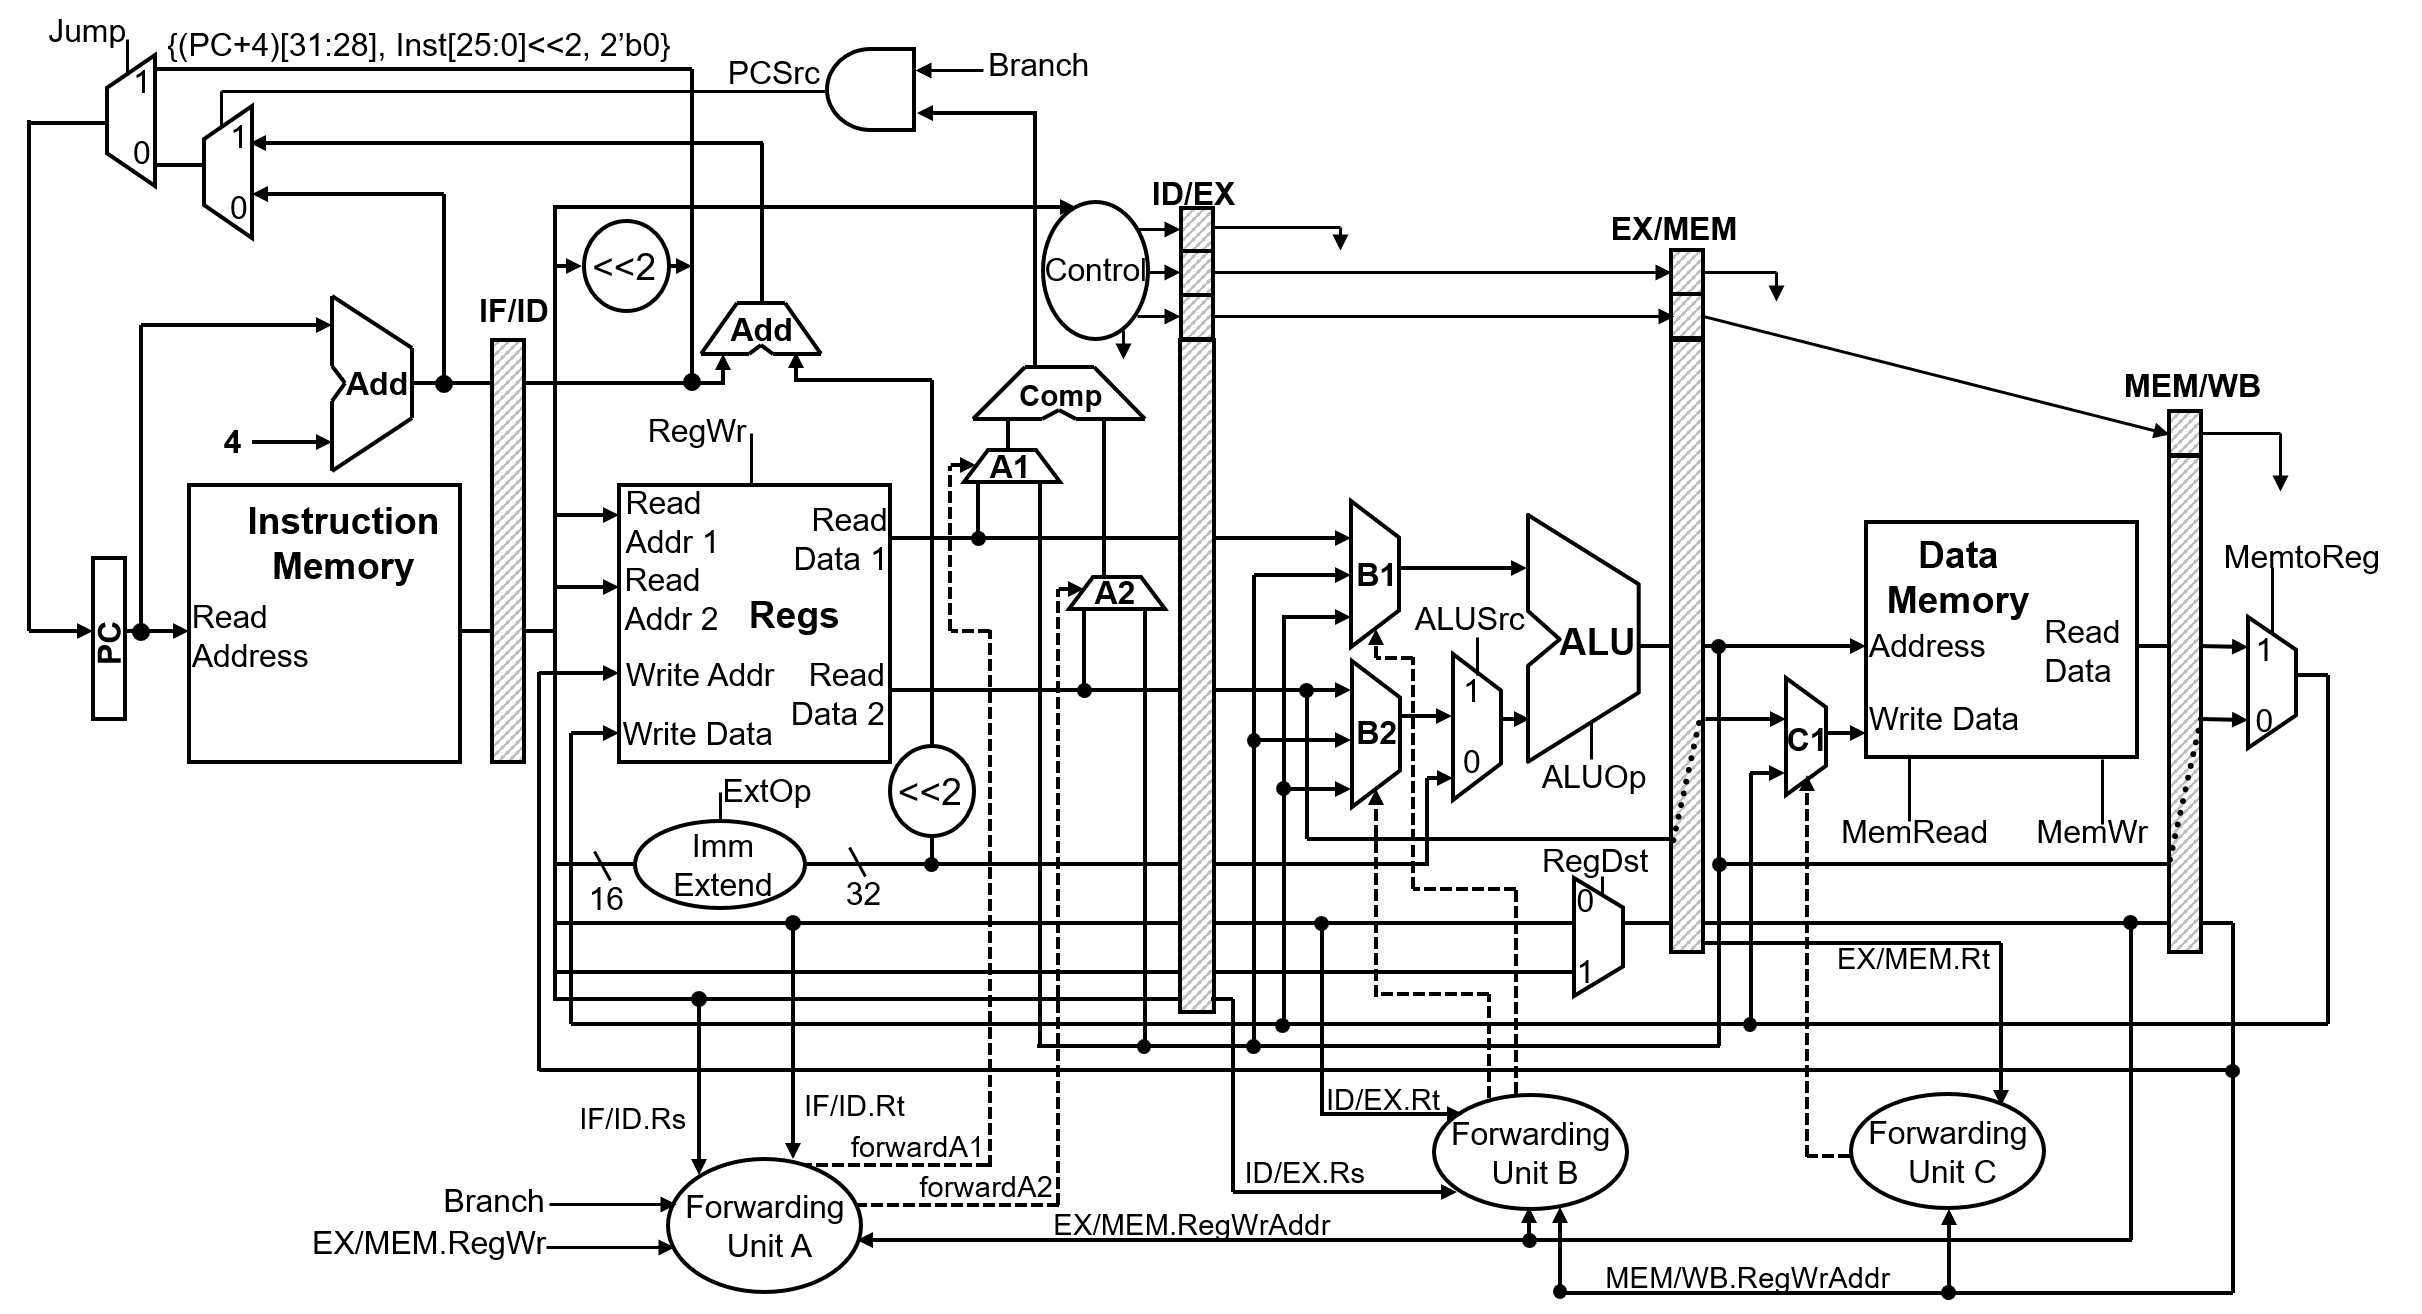 Jump
{(PC+4)[31:28], Inst[25:0]<<2, 2’b0}
1
0
PCSrc
Branch
1
0
ID/EX
EX/MEM
<<2
Control
IF/ID
Add
Add
4
Comp
MEM/WB
RegWr
A1
Instruction
Memory
Read
Address
PC
Read
Addr 1
Read
Addr 2
Regs
Write Addr
Write Data
Read
Data 1
Read
Data 2
A2
B1
B2
ALUSrc
1
0
ALU
ALUOp
Data
Memory
Address
Read
Data
Write Data
C1
MemRead
MemWr
MemtoReg
1
0
<<2
ExtOp
Imm
Extend
16
32
RegDst
0
1
EX/MEM.Rt
IF/ID.Rs
IF/ID.Rt
forwardA1
forwardA2
ID/EX.Rt
ID/EX.Rs
Forwarding
Unit B
Forwarding
Unit C
Branch
EX/MEM.RegWr
Forwarding
Unit A
EX/MEM.RegWrAddr
MEM/WB.RegWrAddr